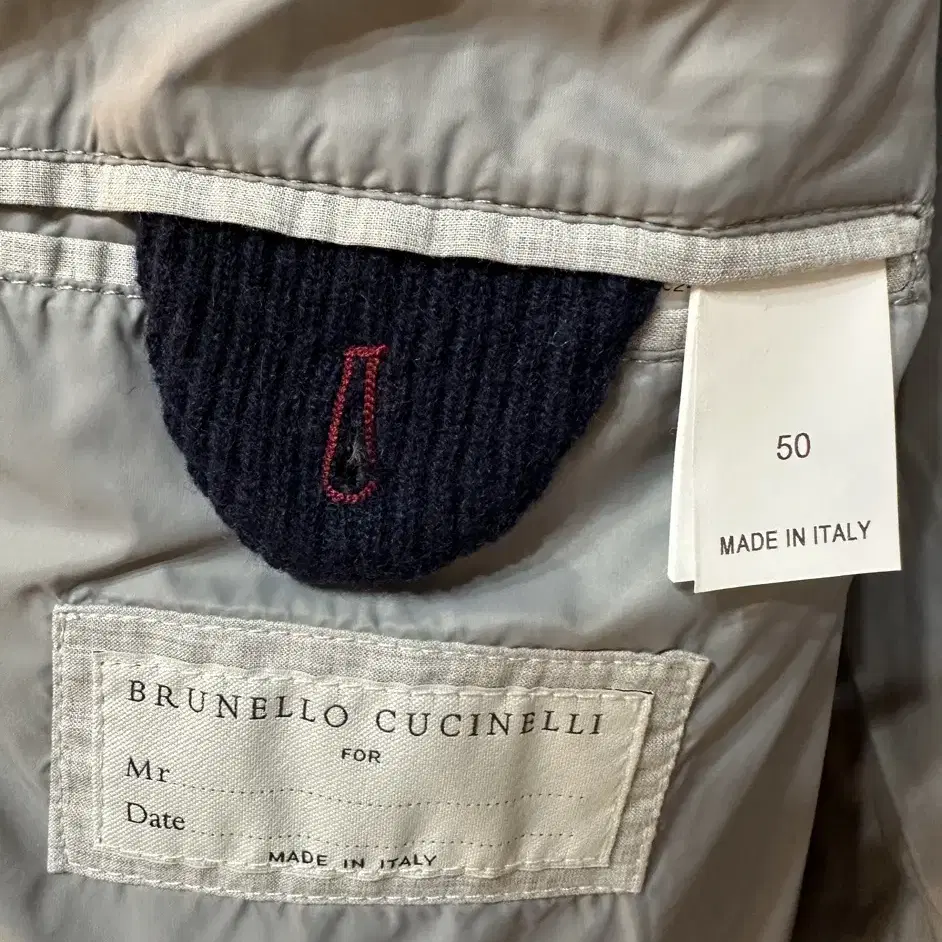 50
MADE IN ITALY
BRUNELLO CUCINELLI
FOR
Mr
Date
MADE IN ITALY